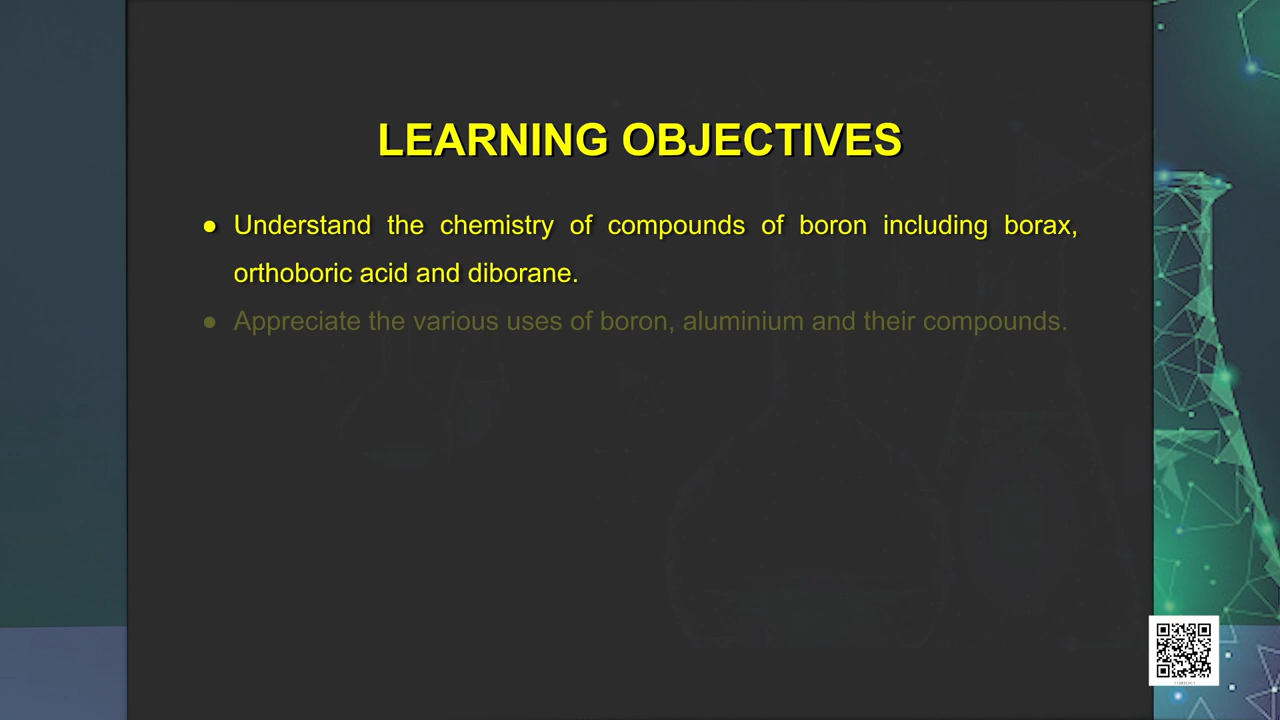 LEARNING OBJECTIVES
● Understand the chemistry of compounds of boron including borax,
orthoboric acid and diborane.
● Appreciate the various uses of boron, aluminium and their compounds.